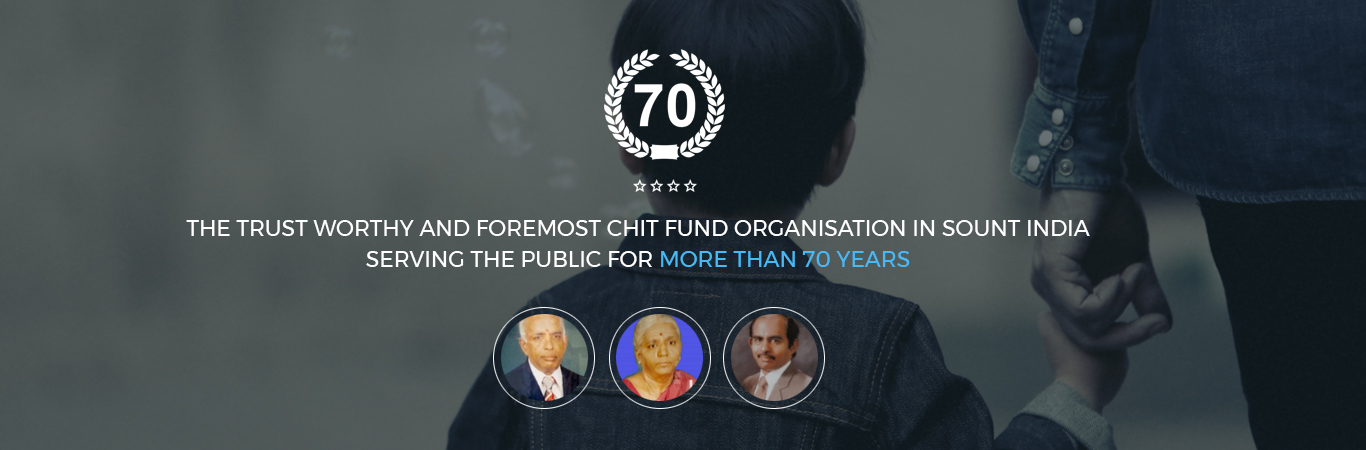 70
THE TRUST WORTHY AND FOREMOST CHIT FUND ORGANISATION IN SOUNT INDIA
SERVING THE PUBLIC FOR MORE THAN 70 YEARS